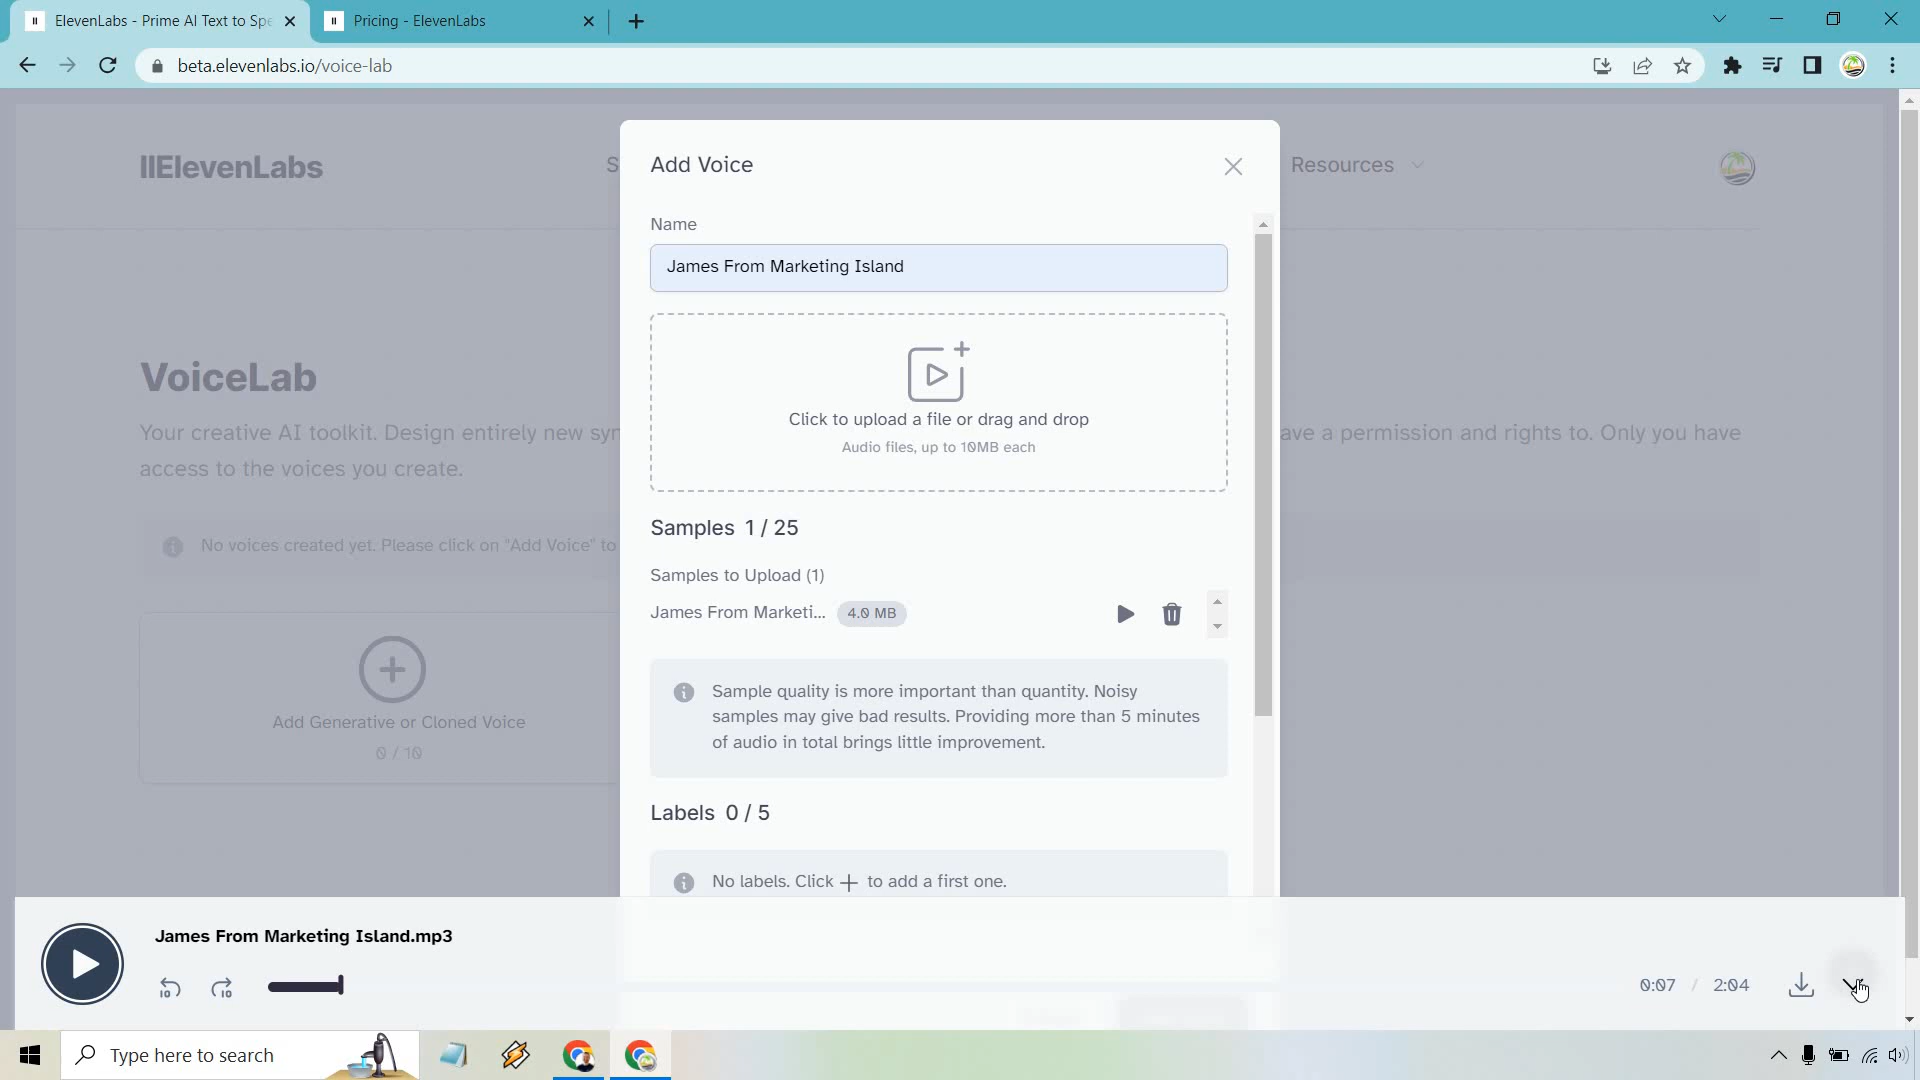 ElevenLabs - Prime AI Text to Spe
Pricing - ElevenLabs
beta.elevenlabs.io/voice-lab
IIElevenLabs
S
Resources
Add Voice
Name
James From Marketing Island
Click to upload a file or drag and drop
Audio files, up to 10MB each
VoiceLab
Your creative AI toolkit. Design entirely new syn
ave a permission and rights to. Only you have
access to the voices you create.
Samples 1 / 25
No voices created yet. Please click on "Add Voice" to
Samples to Upload (1)
James From Marketi... 4.0 MB
Add Generative or Cloned Voice
0 / 10
Sample quality is more important than quantity. Noisy
samples may give bad results. Providing more than 5 minutes
of audio in total brings little improvement.
Labels 0 / 5
No labels. Click + to add a first one.
James From Marketing Island.mp3
10
10
0:07 / 2:04
Type here to search